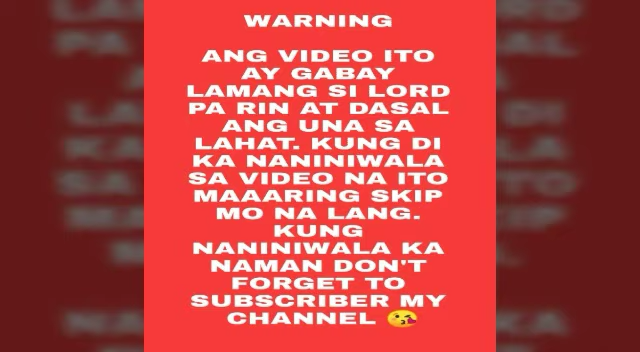 WARNING
ANG VIDEO ITO
AY GABAY
LAMANG SI LORD
PA RIN AT DASAL
ANG UNA SA
LAHAT. KUNG DI
KA NANINIWALA
SA VIDEO NA ITO
MAAARING SKIP
MO NA LANG.
KUNG
NANINIWALA KA
NAMAN DON'T
FORGET TO
SUBSCRIBER MY
CHANNEL 😘